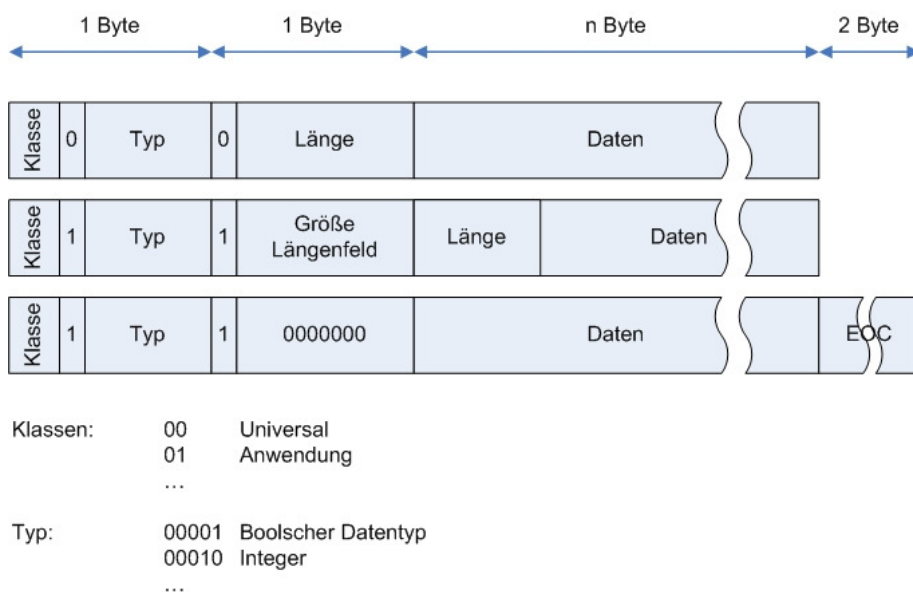 1 Byte 1 Byte n Byte 2 Byte
Klasse 0 Typ 0 Länge Daten
Klasse 1 Typ 1 Größe Längenfeld Länge Daten
Klasse 1 Typ 1 0000000 Daten EOC
Klassen: 00 Universal
01 Anwendung
...
Typ: 00001 Boolscher Datentyp
00010 Integer
...